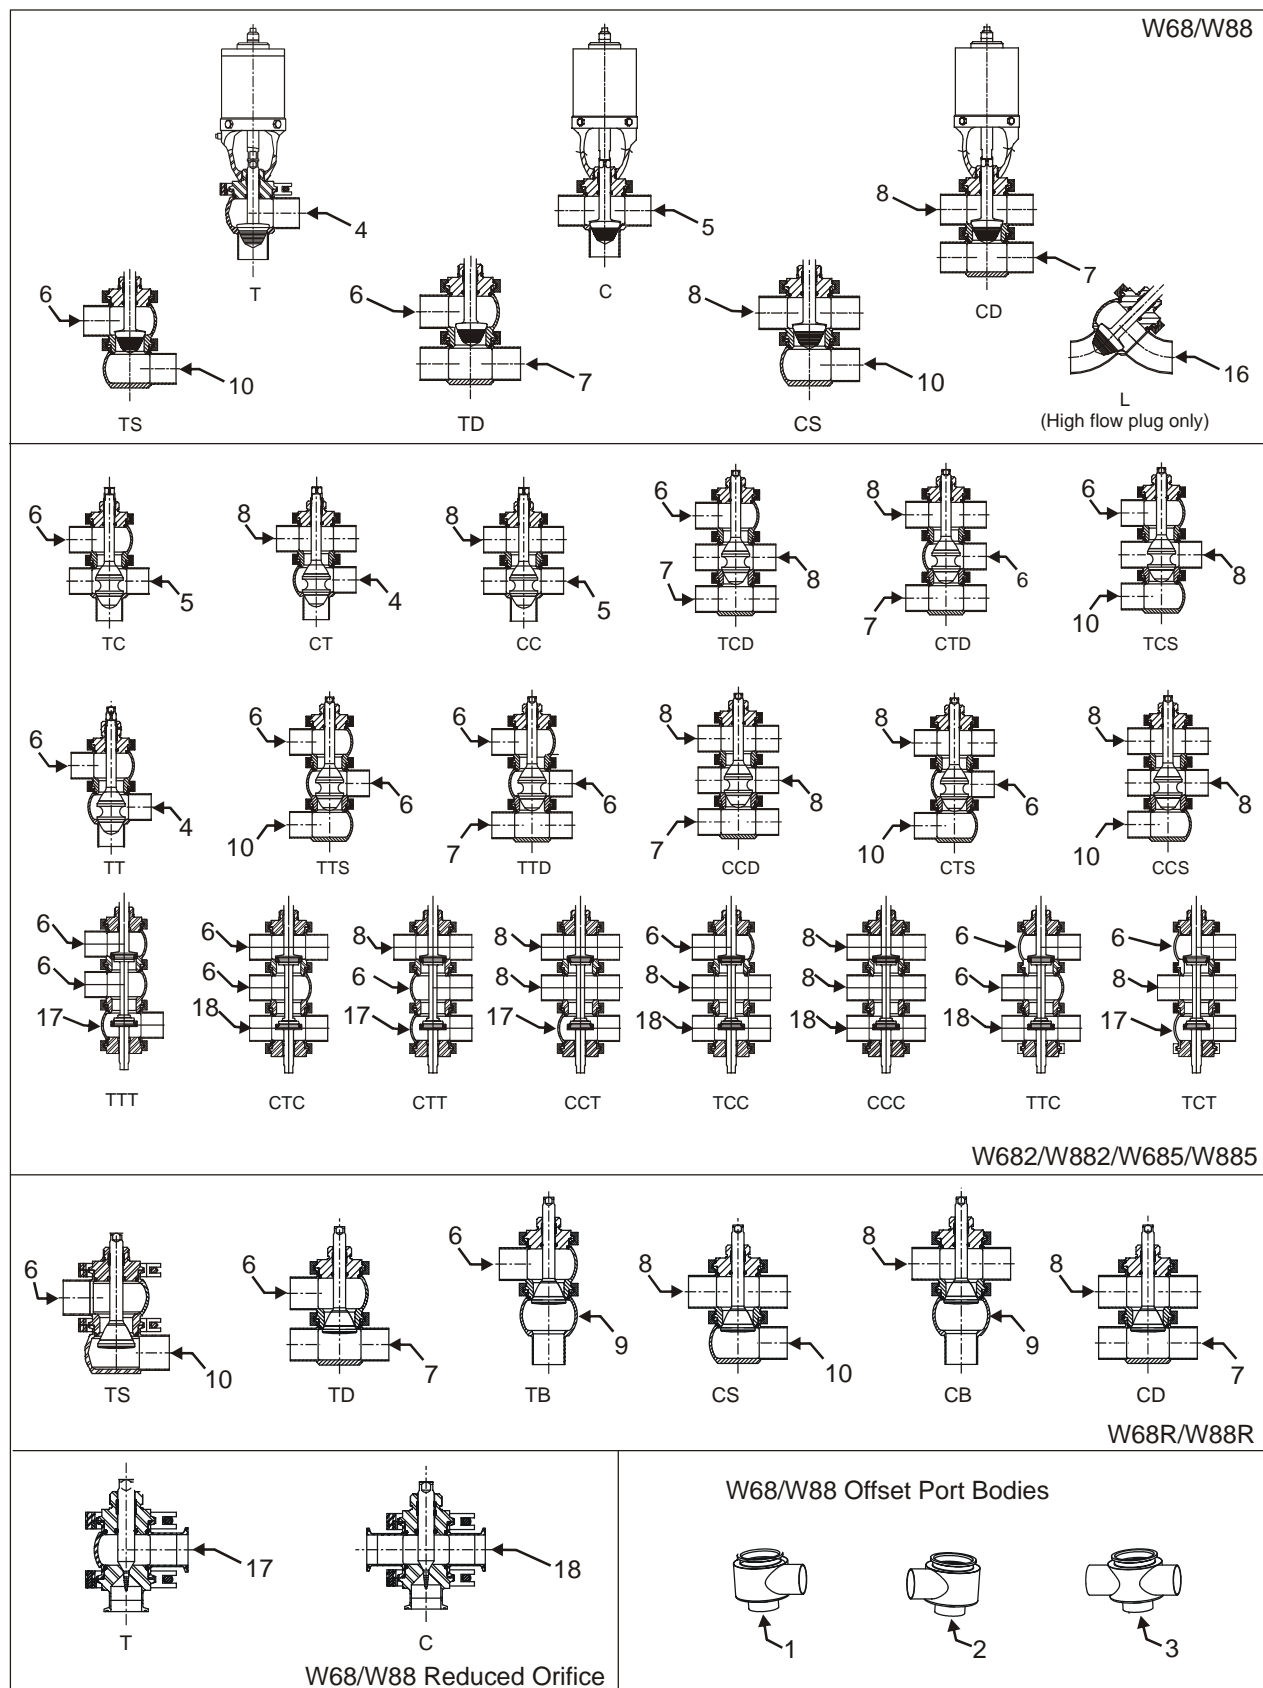 W68/W88
4
5
8
7
T
C
CD
6
10
6
7
8
10
16
TS
TD
CS
L
(High flow plug only)
6
5
8
4
8
5
6
8
7
8
6
7
6
8
10
TC
CT
CC
TCD
CTD
TCS
6
4
6
6
10
6
6
7
8
8
7
8
6
10
8
8
10
TT
TTS
TTD
CCD
CTS
CCS
6
6
17
6
6
18
8
6
17
8
8
17
6
8
18
8
8
18
6
6
18
6
8
17
TTT
CTC
CTT
CCT
TCC
CCC
TTC
TCT
W682/W882/W685/W885
6
10
6
7
6
9
8
10
8
9
8
7
TS
TD
TB
CS
CB
CD
W68R/W88R
17
18
T
C
W68/W88 Reduced Orifice
W68/W88 Offset Port Bodies
1
2
3